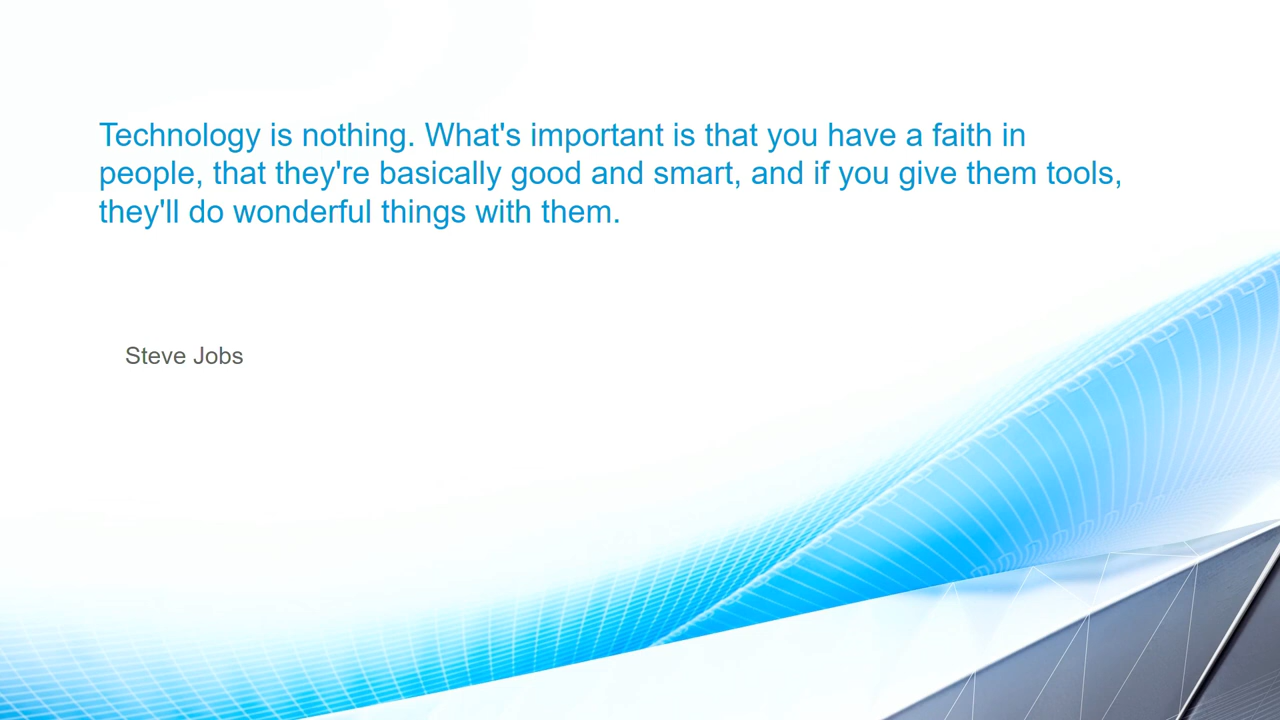 Technology is nothing. What's important is that you have a faith in
people, that they're basically good and smart, and if you give them tools,
they'll do wonderful things with them.
Steve Jobs